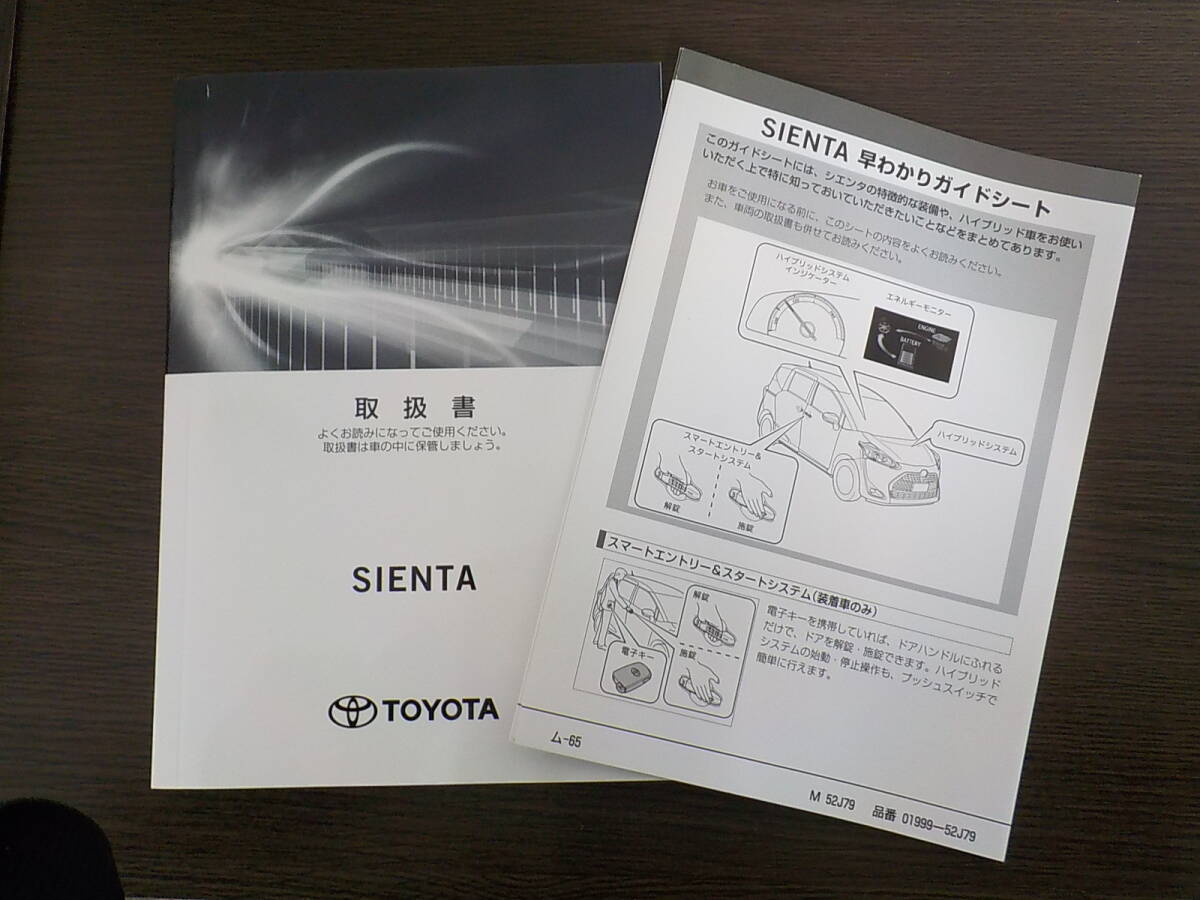 取扱書
よくお読みになってご使用ください。
取扱書は車の中に保管しましょう。
SIENTA
TOYOTA
SIENTA 早わかりガイドシート
このガイドシートには、シエンタの特徴的な装備や、ハイブリッド車をお使い
いただく上で特に知っておいていただきたいことなどをまとめてあります。
お車をご使用になる前に、このシートの内容をよくお読みください。
また、車両の取扱書も併せてお読みください。
ハイブリッドシステム
インジケーター
エネルギーモニター
ENGINE
BATTERY
ハイブリッドシステム
スマートエントリー&
スタートシステム
解錠
施錠
スマートエントリー&スタートシステム(装着車のみ)
解錠
施錠
電子キー
電子キーを携帯していれば、ドアハンドルにふれる
だけで、ドアを解錠・施錠できます。ハイブリッド
システムの始動・停止操作も、プッシュスイッチで
簡単に行えます。
ム-65
M 52J79 品番 01999-52J79